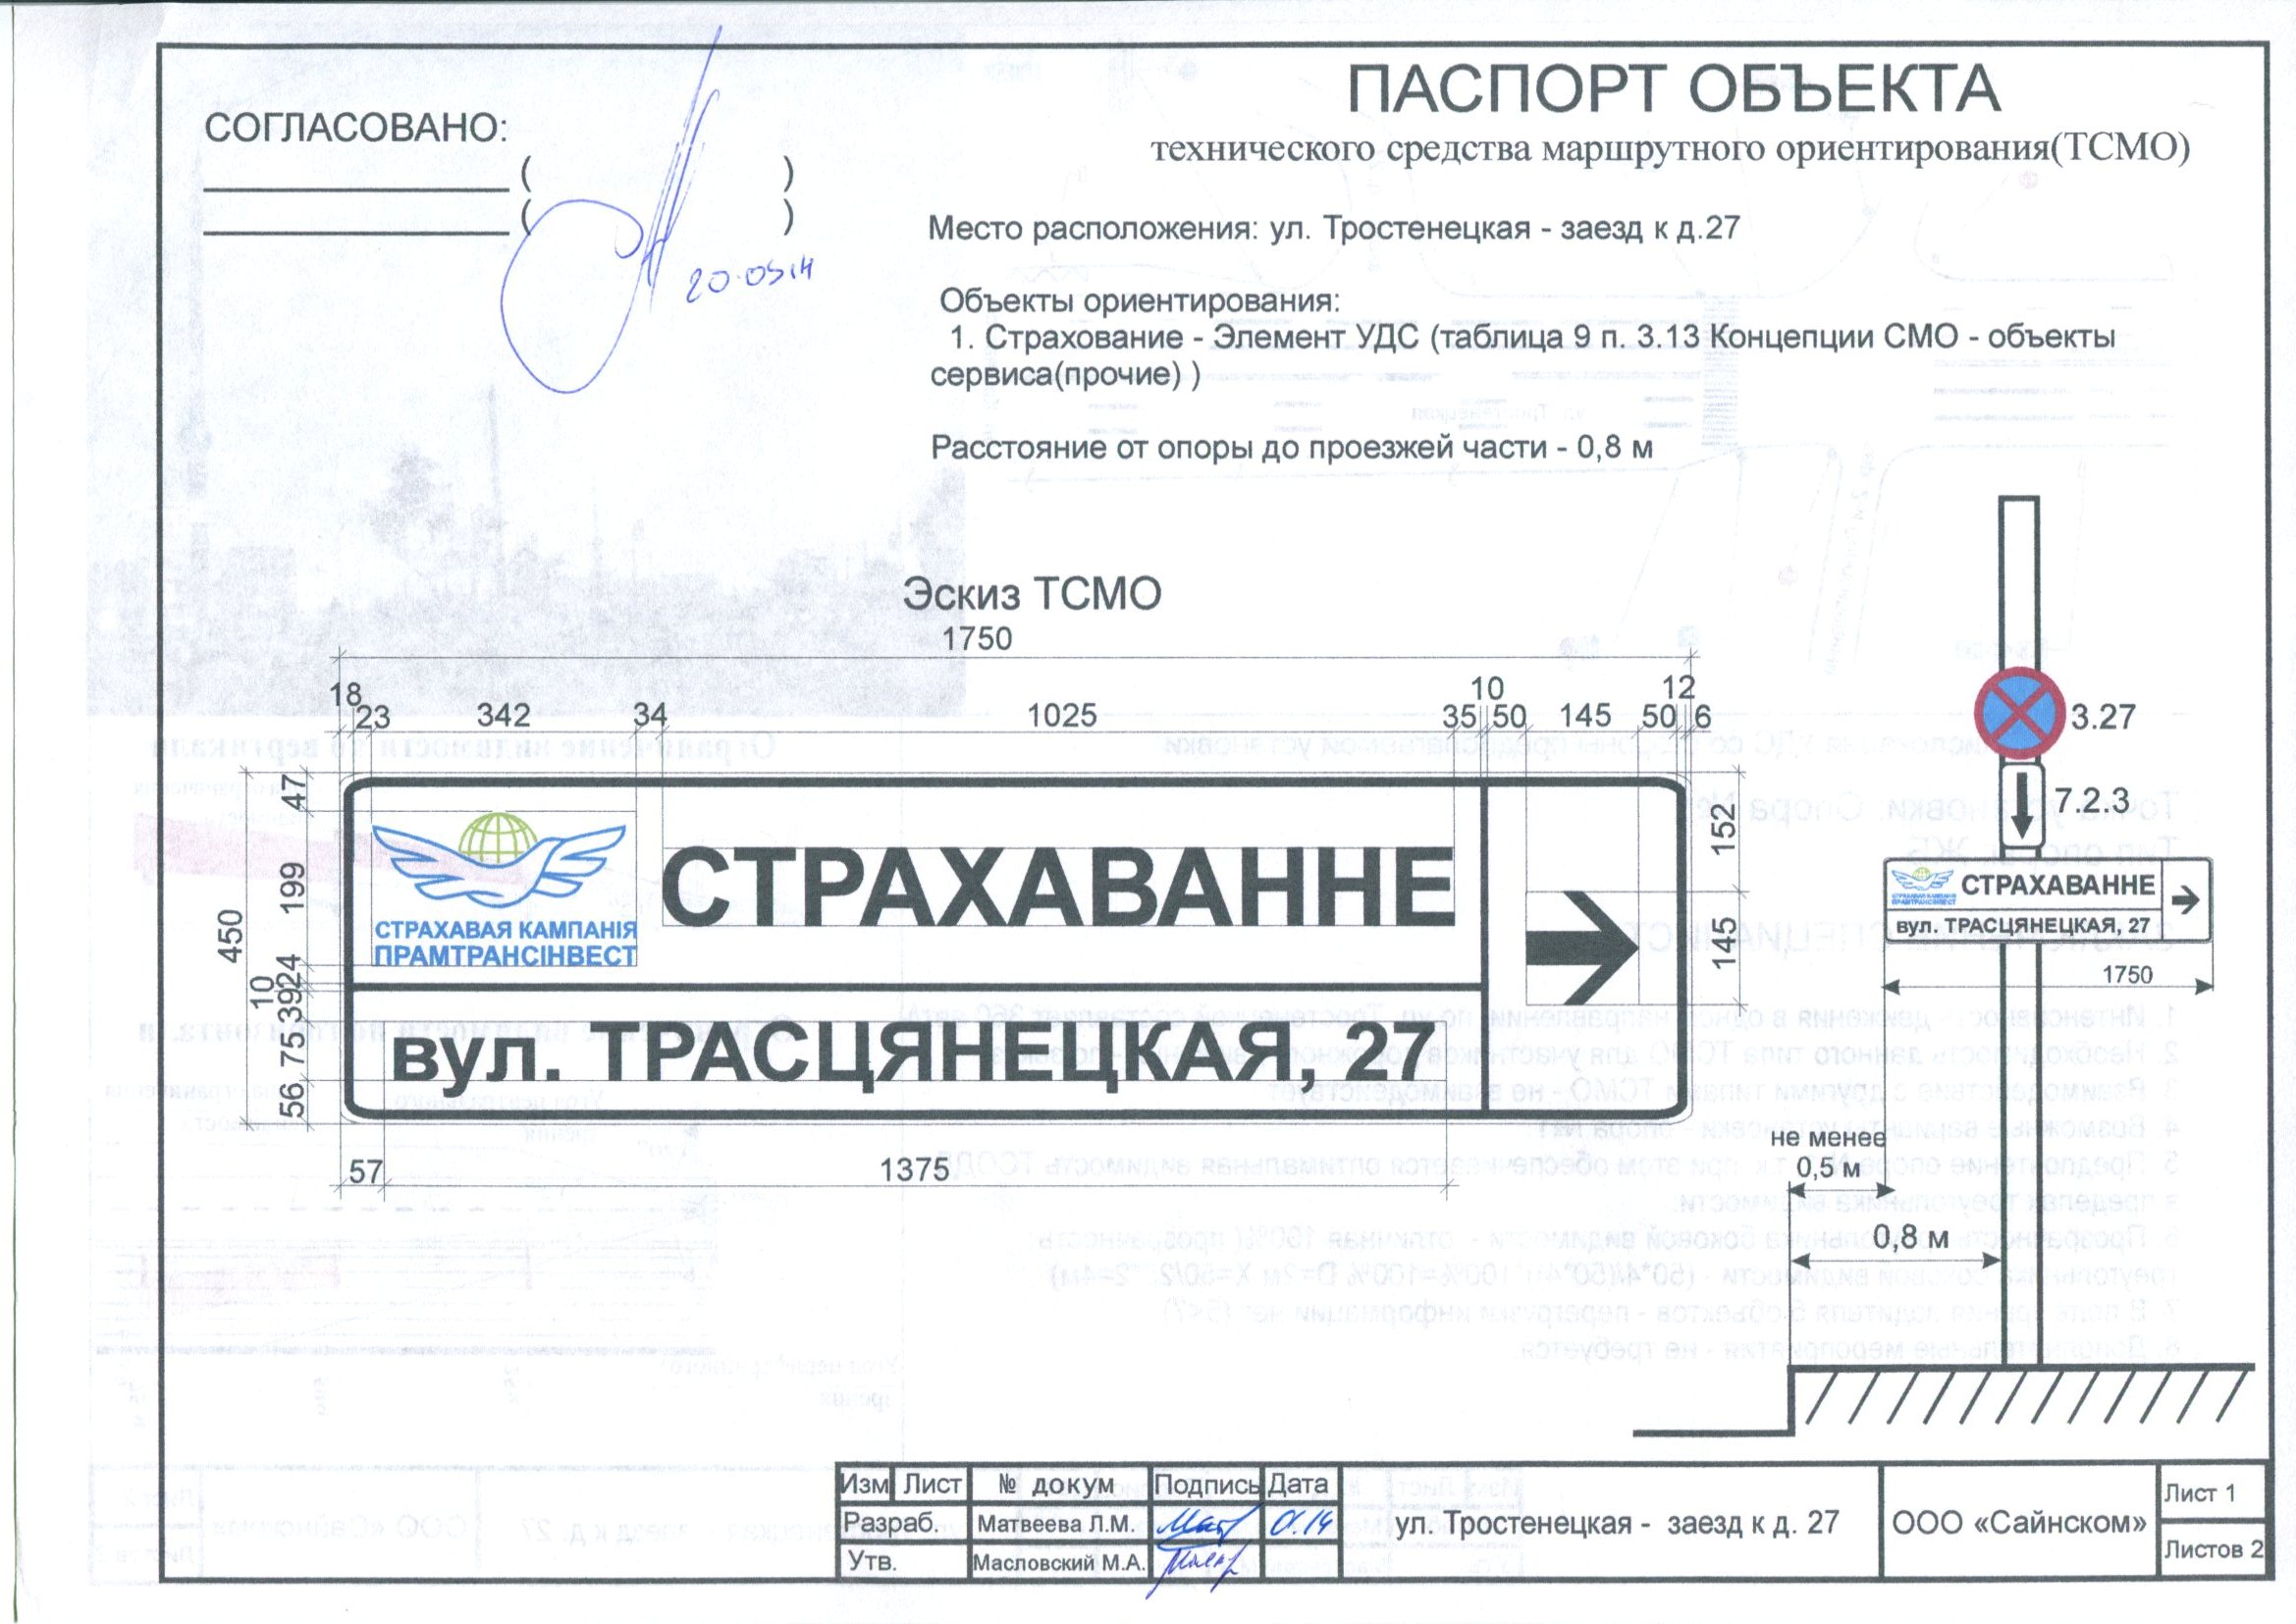 ПАСПОРТ ОБЪЕКТА
технического средства маршрутного ориентирования(ТСМО)
СОГЛАСОВАНО:
( )
( )
20.05.14
Место расположения: ул. Тростенецкая - заезд к д.27
Объекты ориентирования:
1. Страхование - Элемент УДС (таблица 9 п. 3.13 Концепции СМО - объекты
сервиса(прочие) )
Расстояние от опоры до проезжей части - 0,8 м
Эскиз ТСМО
1750
18 23 342 34 1025 35 10 50 145 50 12 6
450
47 199 24 10 39 75 56
152 145
СТРАХАВАЯ КАМПАНІЯ
ПРАМТРАНСІНВЕСТ
СТРАХАВАННЕ
вул. ТРАСЦЯНЕЦКАЯ, 27
57 1375
3.27
7.2.3
СТРАХАВАЯ КАМПАНІЯ
ПРАМТРАНСІНВЕСТ
СТРАХАВАННЕ
вул. ТРАСЦЯНЕЦКАЯ, 27
1750
не менее
0,5 м
0,8 м
Изм Лист № докум Подпись Дата
Разраб. Матвеева Л.М.
Утв. Масловский М.А.
ул. Тростенецкая - заезд к д. 27
ООО «Сайнском»
Лист 1
Листов 2